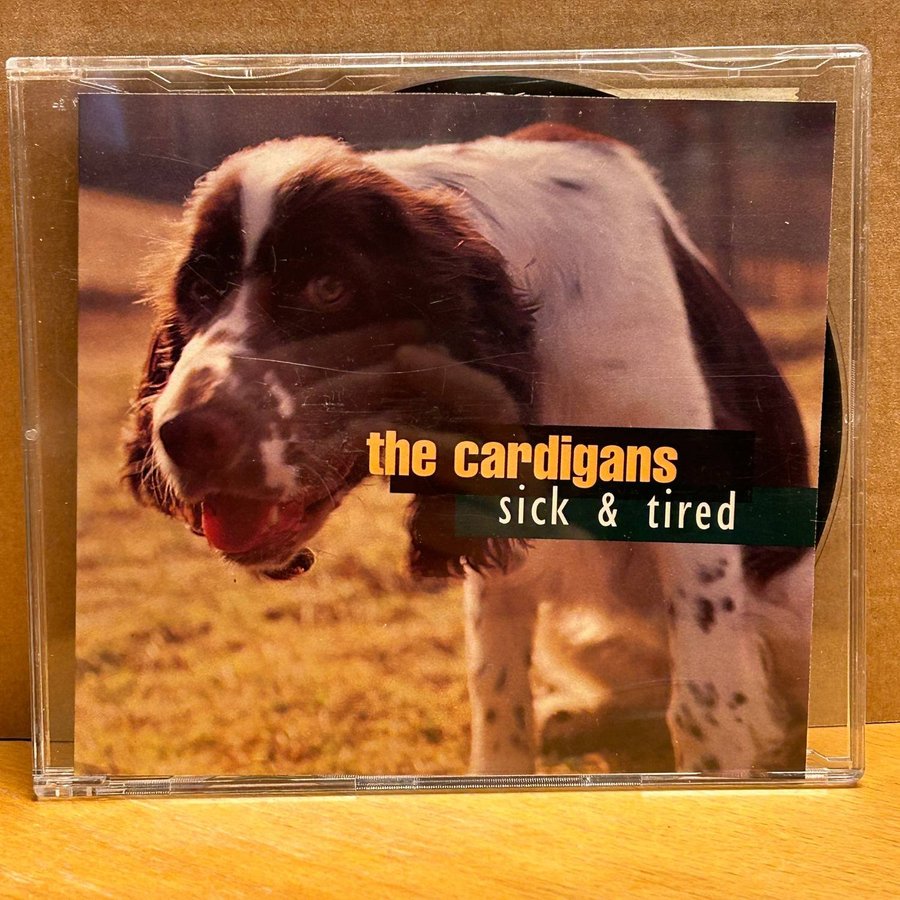 the cardigans
sick & tired